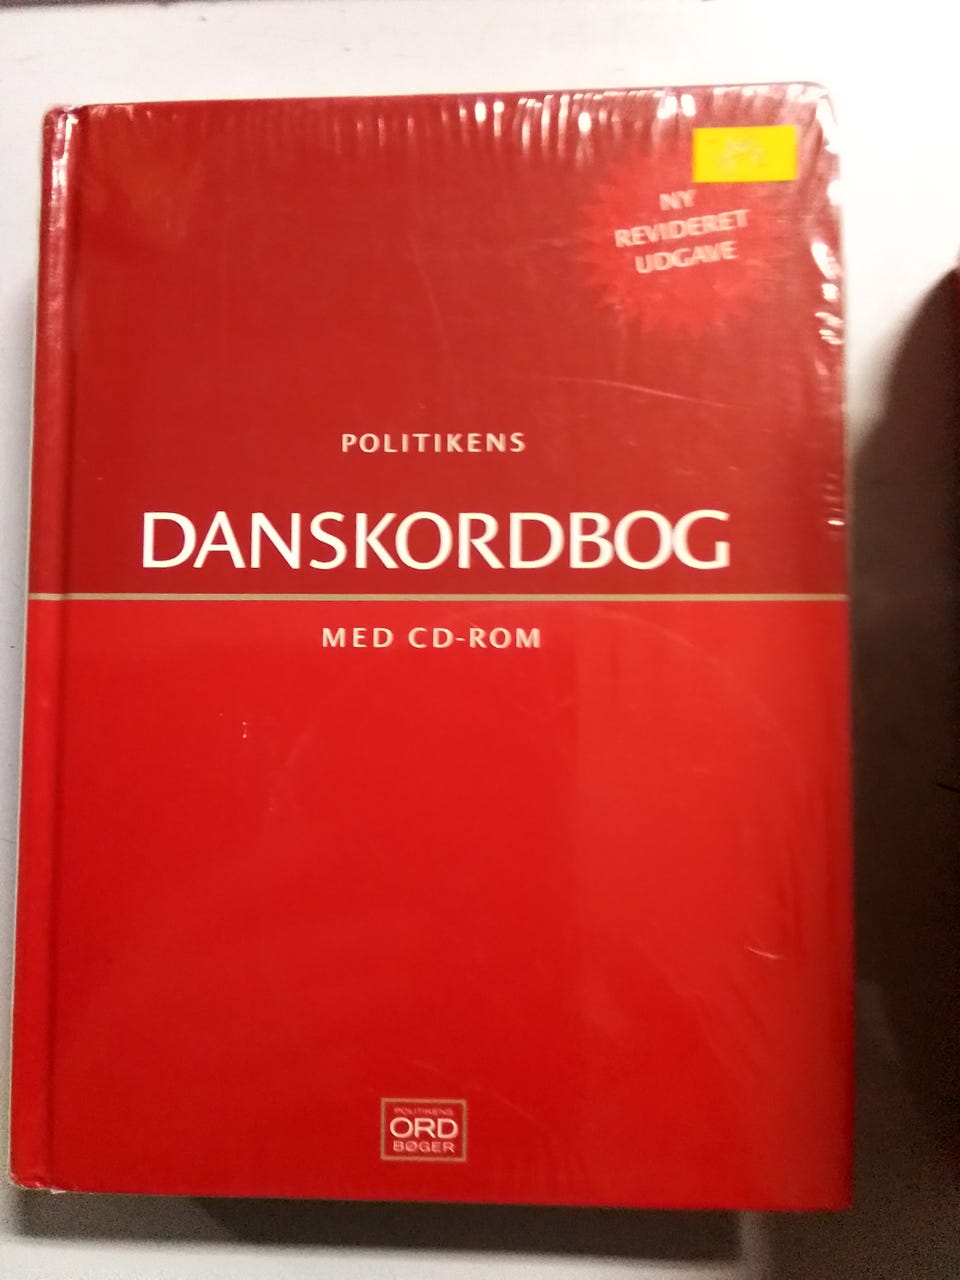 NY
REVIDERET
UDGAVE
POLITIKENS
DANSKORDBOG
MED CD-ROM
POLITIKENS
ORD
BØGER